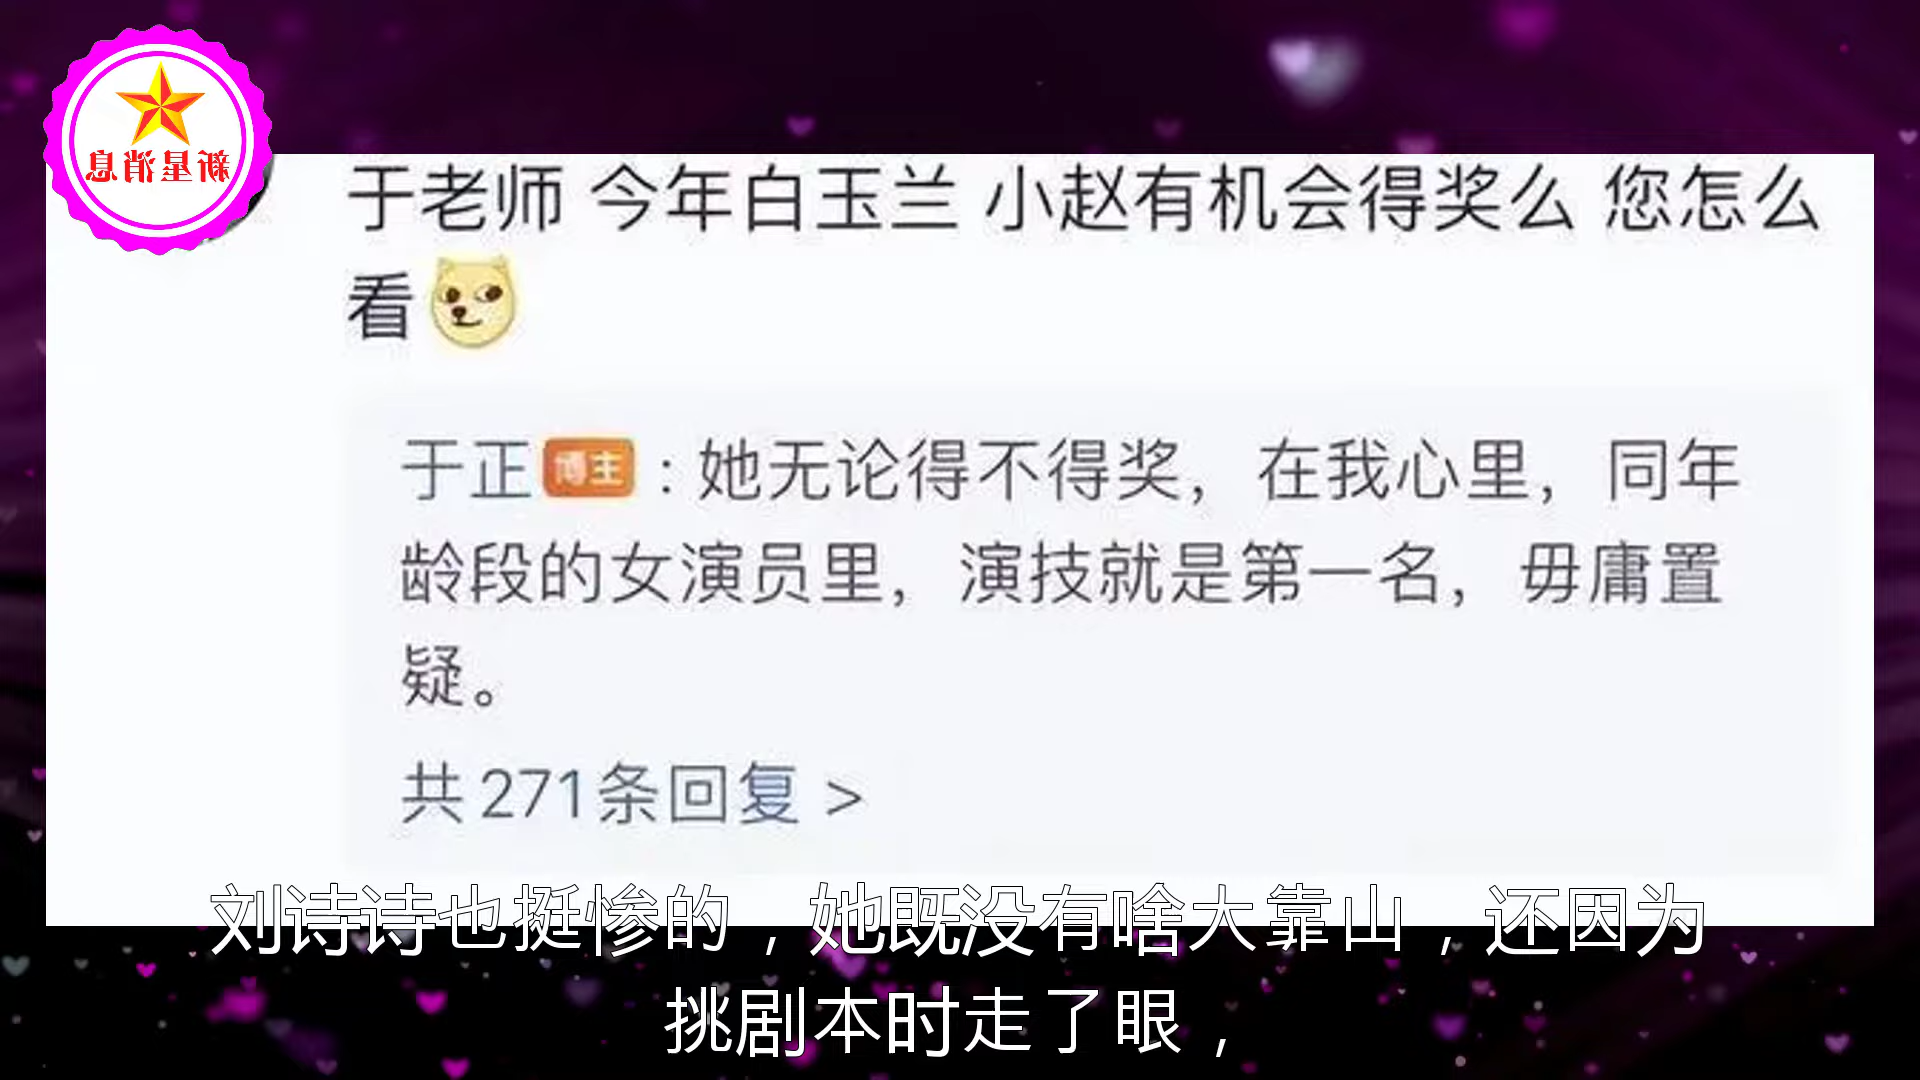 新星消息
于老师 今年白玉兰 小赵有机会得奖么 您怎么
看
于正 博主：她无论得不得奖，在我心里，同年
龄段的女演员里，演技就是第一名，毋庸置
疑。
共271条回复 >
刘诗诗也挺惨的，她既没有啥大靠山，还因为
挑剧本时走了眼，